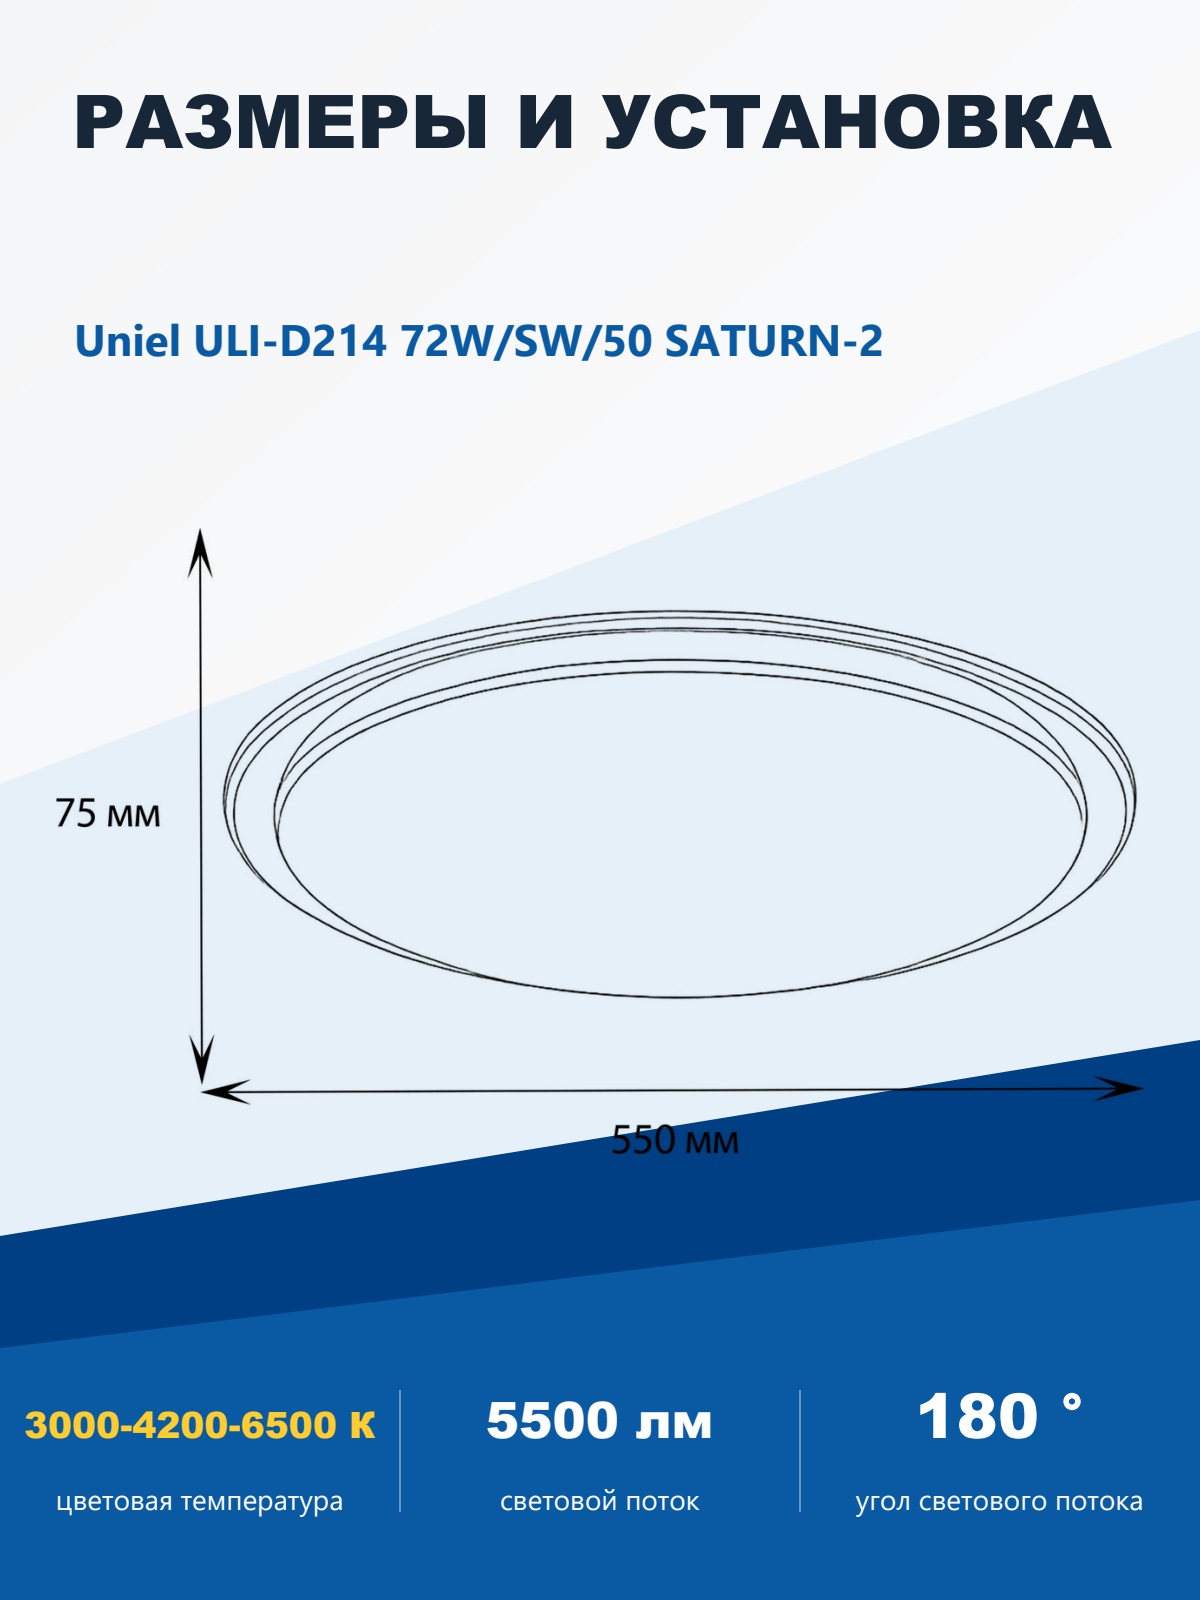 РАЗМЕРЫ И УСТАНОВКА
Uniel ULI-D214 72W/SW/50 SATURN-2
75 мм
550 мм
3000-4200-6500 К
5500 лм
180 °
цветовая температура
световой поток
угол светового потока